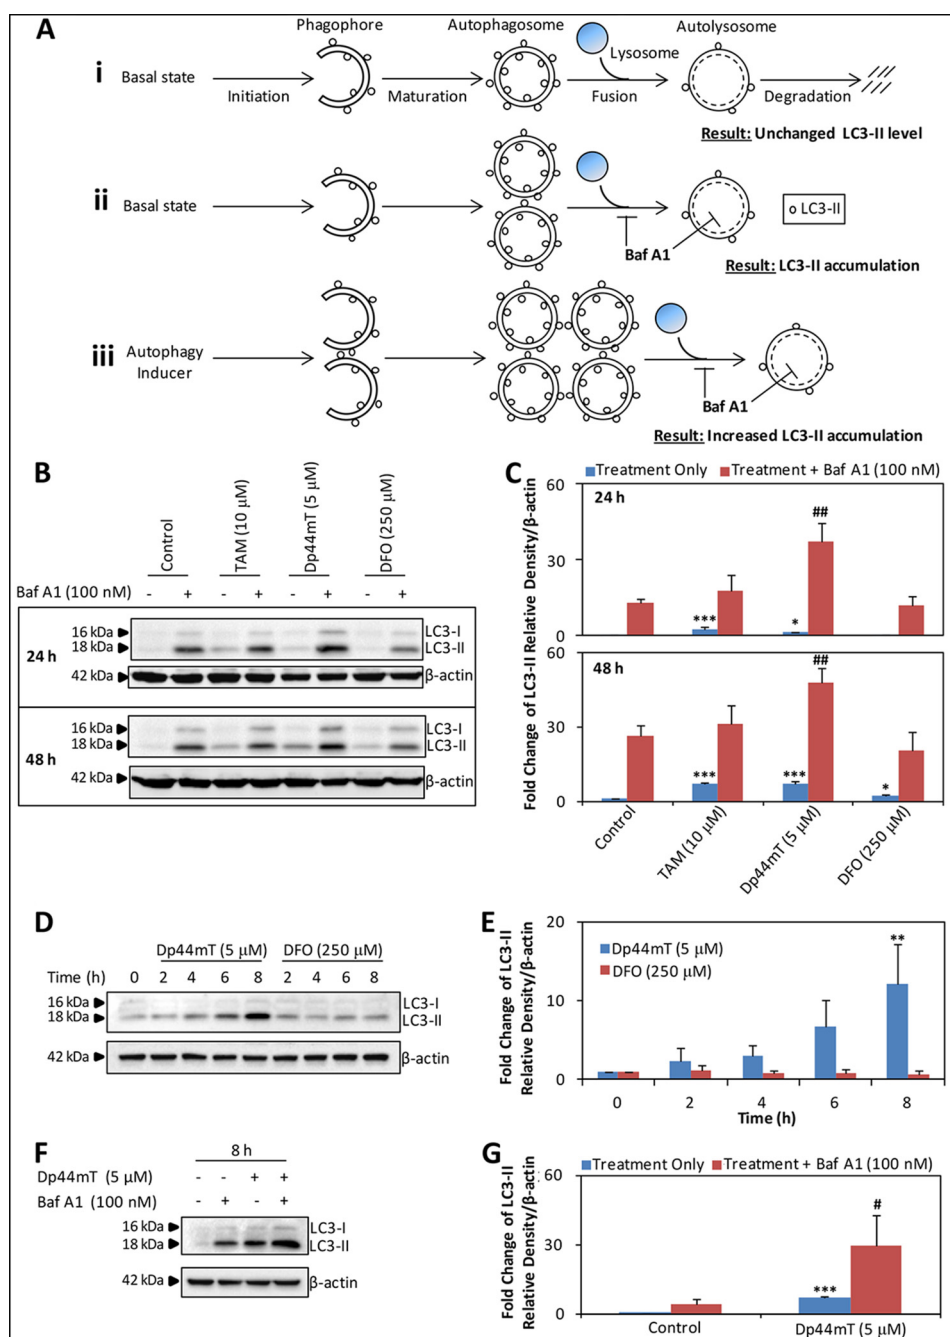 A
Phagophore
Autophagosome
Autolysosome
Lysosome
i
Basal state
Initiation
Maturation
Fusion
Degradation
Result: Unchanged LC3-II level
ii
Basal state
o LC3-II
Baf A1
Result: LC3-II accumulation
iii
Autophagy
Inducer
Baf A1
Result: Increased LC3-II accumulation
B
Control
TAM (10 μM)
Dp44mT (5 μM)
DFO (250 μM)
Baf A1 (100 nM) - + - + - + - +
24 h
16 kDa LC3-I
18 kDa LC3-II
42 kDa β-actin
48 h
16 kDa LC3-I
18 kDa LC3-II
42 kDa β-actin
C
Treatment Only Treatment + Baf A1 (100 nM)
Fold Change of LC3-II Relative Density/β-actin
60
24 h
##
30
***
*
0
60
48 h
##
30
***
***
*
0
Control
TAM (10 μM)
Dp44mT (5 μM)
DFO (250 μM)
D
Dp44mT (5 μM) DFO (250 μM)
Time (h) 0 2 4 6 8 2 4 6 8
16 kDa LC3-I
18 kDa LC3-II
42 kDa β-actin
E
Fold Change of LC3-II
Relative Density/β-actin
20
Dp44mT (5 μM)
DFO (250 μM)
**
10
0
0 2 4 6 8
Time (h)
F
8 h
Dp44mT (5 μM) - - + +
Baf A1 (100 nM) - + - +
16 kDa LC3-I
18 kDa LC3-II
42 kDa β-actin
G
Treatment Only Treatment + Baf A1 (100 nM)
Fold Change of LC3-II
Relative Density/β-actin
60
#
30
***
0
Control Dp44mT (5 μM)